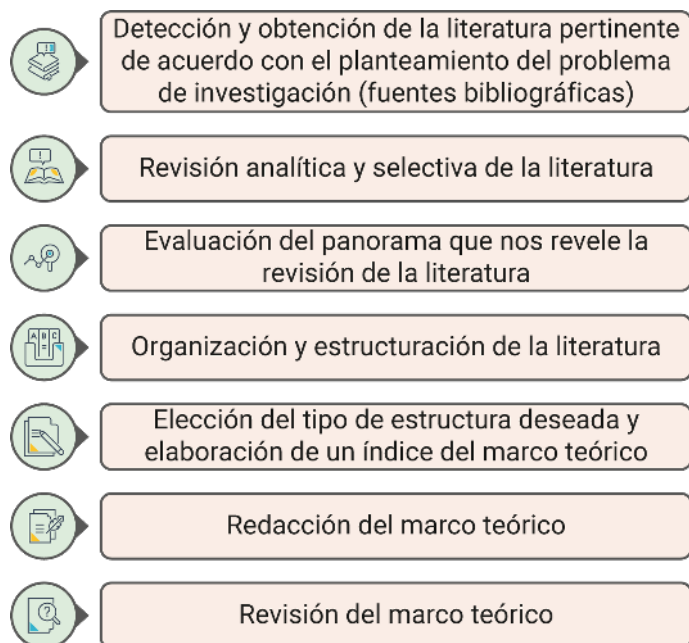 Detección y obtención de la literatura pertinente
de acuerdo con el planteamiento del problema
de investigación (fuentes bibliográficas)
Revisión analítica y selectiva de la literatura
Evaluación del panorama que nos revele la
revisión de la literatura
A B C
Organización y estructuración de la literatura
Elección del tipo de estructura deseada y
elaboración de un índice del marco teórico
Redacción del marco teórico
Revisión del marco teórico